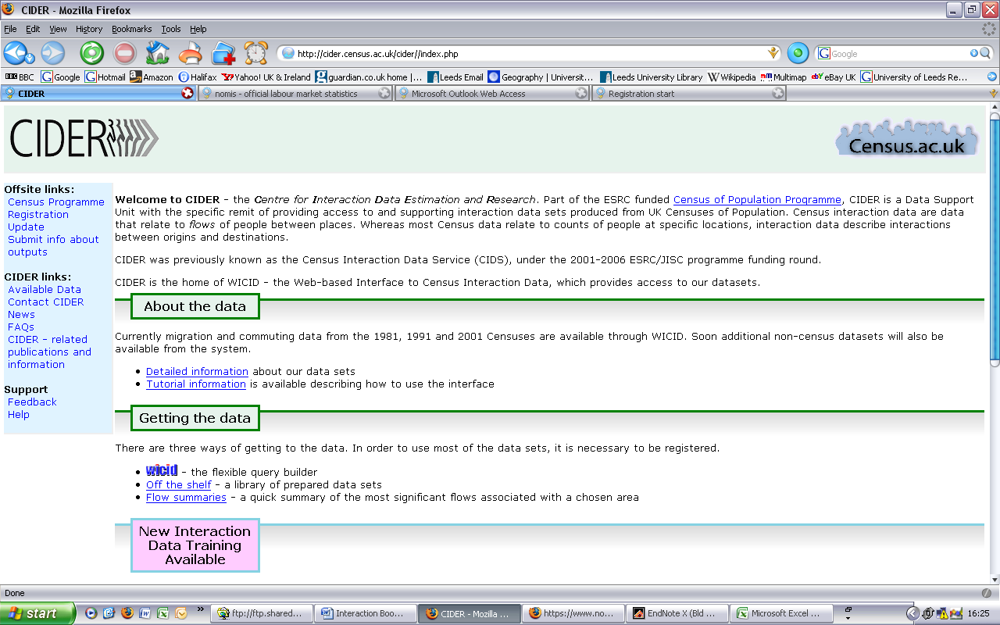 CIDER - Mozilla Firefox
File Edit View History Bookmarks Tools Help
http://cider.census.ac.uk/cider//index.php
Google
BBC Google Hotmail Amazon Halifax Yahoo! UK & Ireland guardian.co.uk home |... Leeds Email Geography | Universit... Leeds University Library Wikipedia Multimap eBay UK University of Leeds Re...
CIDER nomis - official labour market statistics Microsoft Outlook Web Access Registration start
CIDER
Census.ac.uk
Offsite links:
Census Programme
Registration
Update
Submit info about
outputs
CIDER links:
Available Data
Contact CIDER
News
FAQs
CIDER - related
publications and
information
Support
Feedback
Help
Welcome to CIDER - the Centre for Interaction Data Estimation and Research. Part of the ESRC funded Census of Population Programme, CIDER is a Data Support
Unit with the specific remit of providing access to and supporting interaction data sets produced from UK Censuses of Population. Census interaction data are data
that relate to flows of people between places. Whereas most Census data relate to counts of people at specific locations, interaction data describe interactions
between origins and destinations.
CIDER was previously known as the Census Interaction Data Service (CIDS), under the 2001-2006 ESRC/JISC programme funding round.
CIDER is the home of WICID - the Web-based Interface to Census Interaction Data, which provides access to our datasets.
About the data
Currently migration and commuting data from the 1981, 1991 and 2001 Censuses are available through WICID. Soon additional non-census datasets will also be
available from the system.
• Detailed information about our data sets
• Tutorial information is available describing how to use the interface
Getting the data
There are three ways of getting to the data. In order to use most of the data sets, it is necessary to be registered.
• wicid - the flexible query builder
• Off the shelf - a library of prepared data sets
• Flow summaries - a quick summary of the most significant flows associated with a chosen area
New Interaction
Data Training
Available
Done
start ftp://ftp.shared... Interaction Boo... CIDER - Mozilla ... https://www.no... EndNote X (Bld ... Microsoft Excel ... 16:25